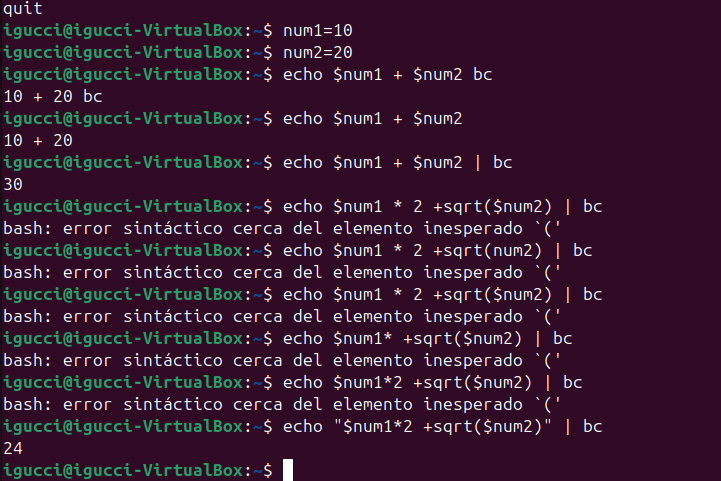 quit
igucci@igucci-VirtualBox:~$ num1=10
igucci@igucci-VirtualBox:~$ num2=20
igucci@igucci-VirtualBox:~$ echo $num1 + $num2 bc
10 + 20 bc
igucci@igucci-VirtualBox:~$ echo $num1 + $num2
10 + 20
igucci@igucci-VirtualBox:~$ echo $num1 + $num2 | bc
30
igucci@igucci-VirtualBox:~$ echo $num1 * 2 +sqrt($num2) | bc
bash: error sintáctico cerca del elemento inesperado `('
igucci@igucci-VirtualBox:~$ echo $num1 * 2 +sqrt(num2) | bc
bash: error sintáctico cerca del elemento inesperado `('
igucci@igucci-VirtualBox:~$ echo $num1 * 2 +sqrt($num2) | bc
bash: error sintáctico cerca del elemento inesperado `('
igucci@igucci-VirtualBox:~$ echo $num1* +sqrt($num2) | bc
bash: error sintáctico cerca del elemento inesperado `('
igucci@igucci-VirtualBox:~$ echo $num1*2 +sqrt($num2) | bc
bash: error sintáctico cerca del elemento inesperado `('
igucci@igucci-VirtualBox:~$ echo "$num1*2 +sqrt($num2)" | bc
24
igucci@igucci-VirtualBox:~$